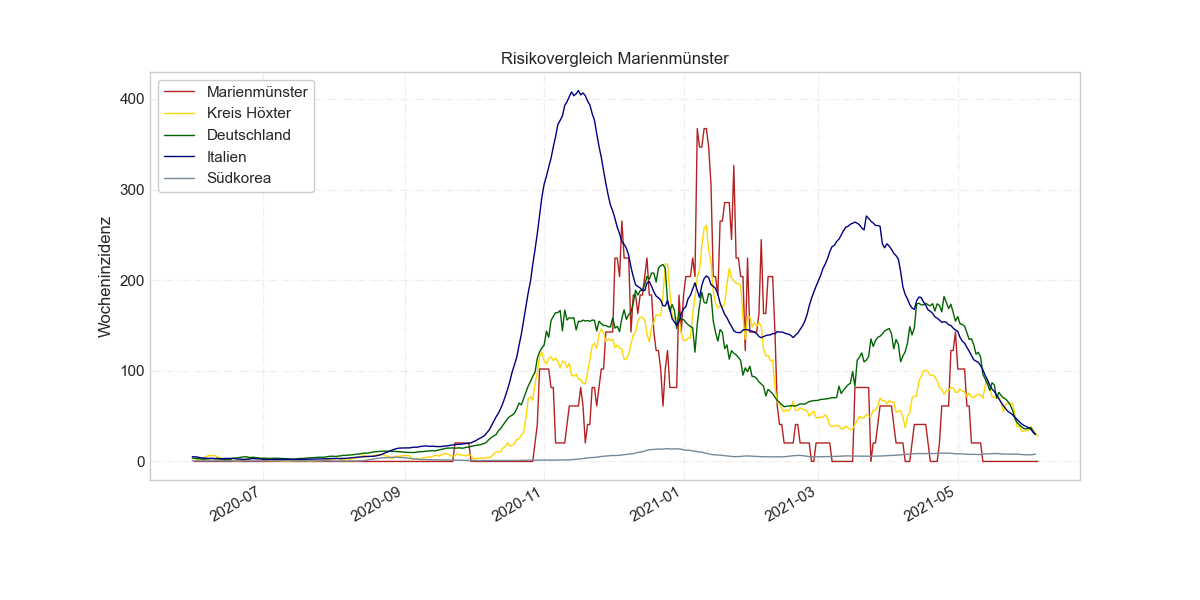 Risikovergleich Marienmünster
Marienmünster
Kreis Höxter
Deutschland
Italien
Südkorea
Wocheninzidenz
400
300
200
100
0
2020-07
2020-09
2020-11
2021-01
2021-03
2021-05